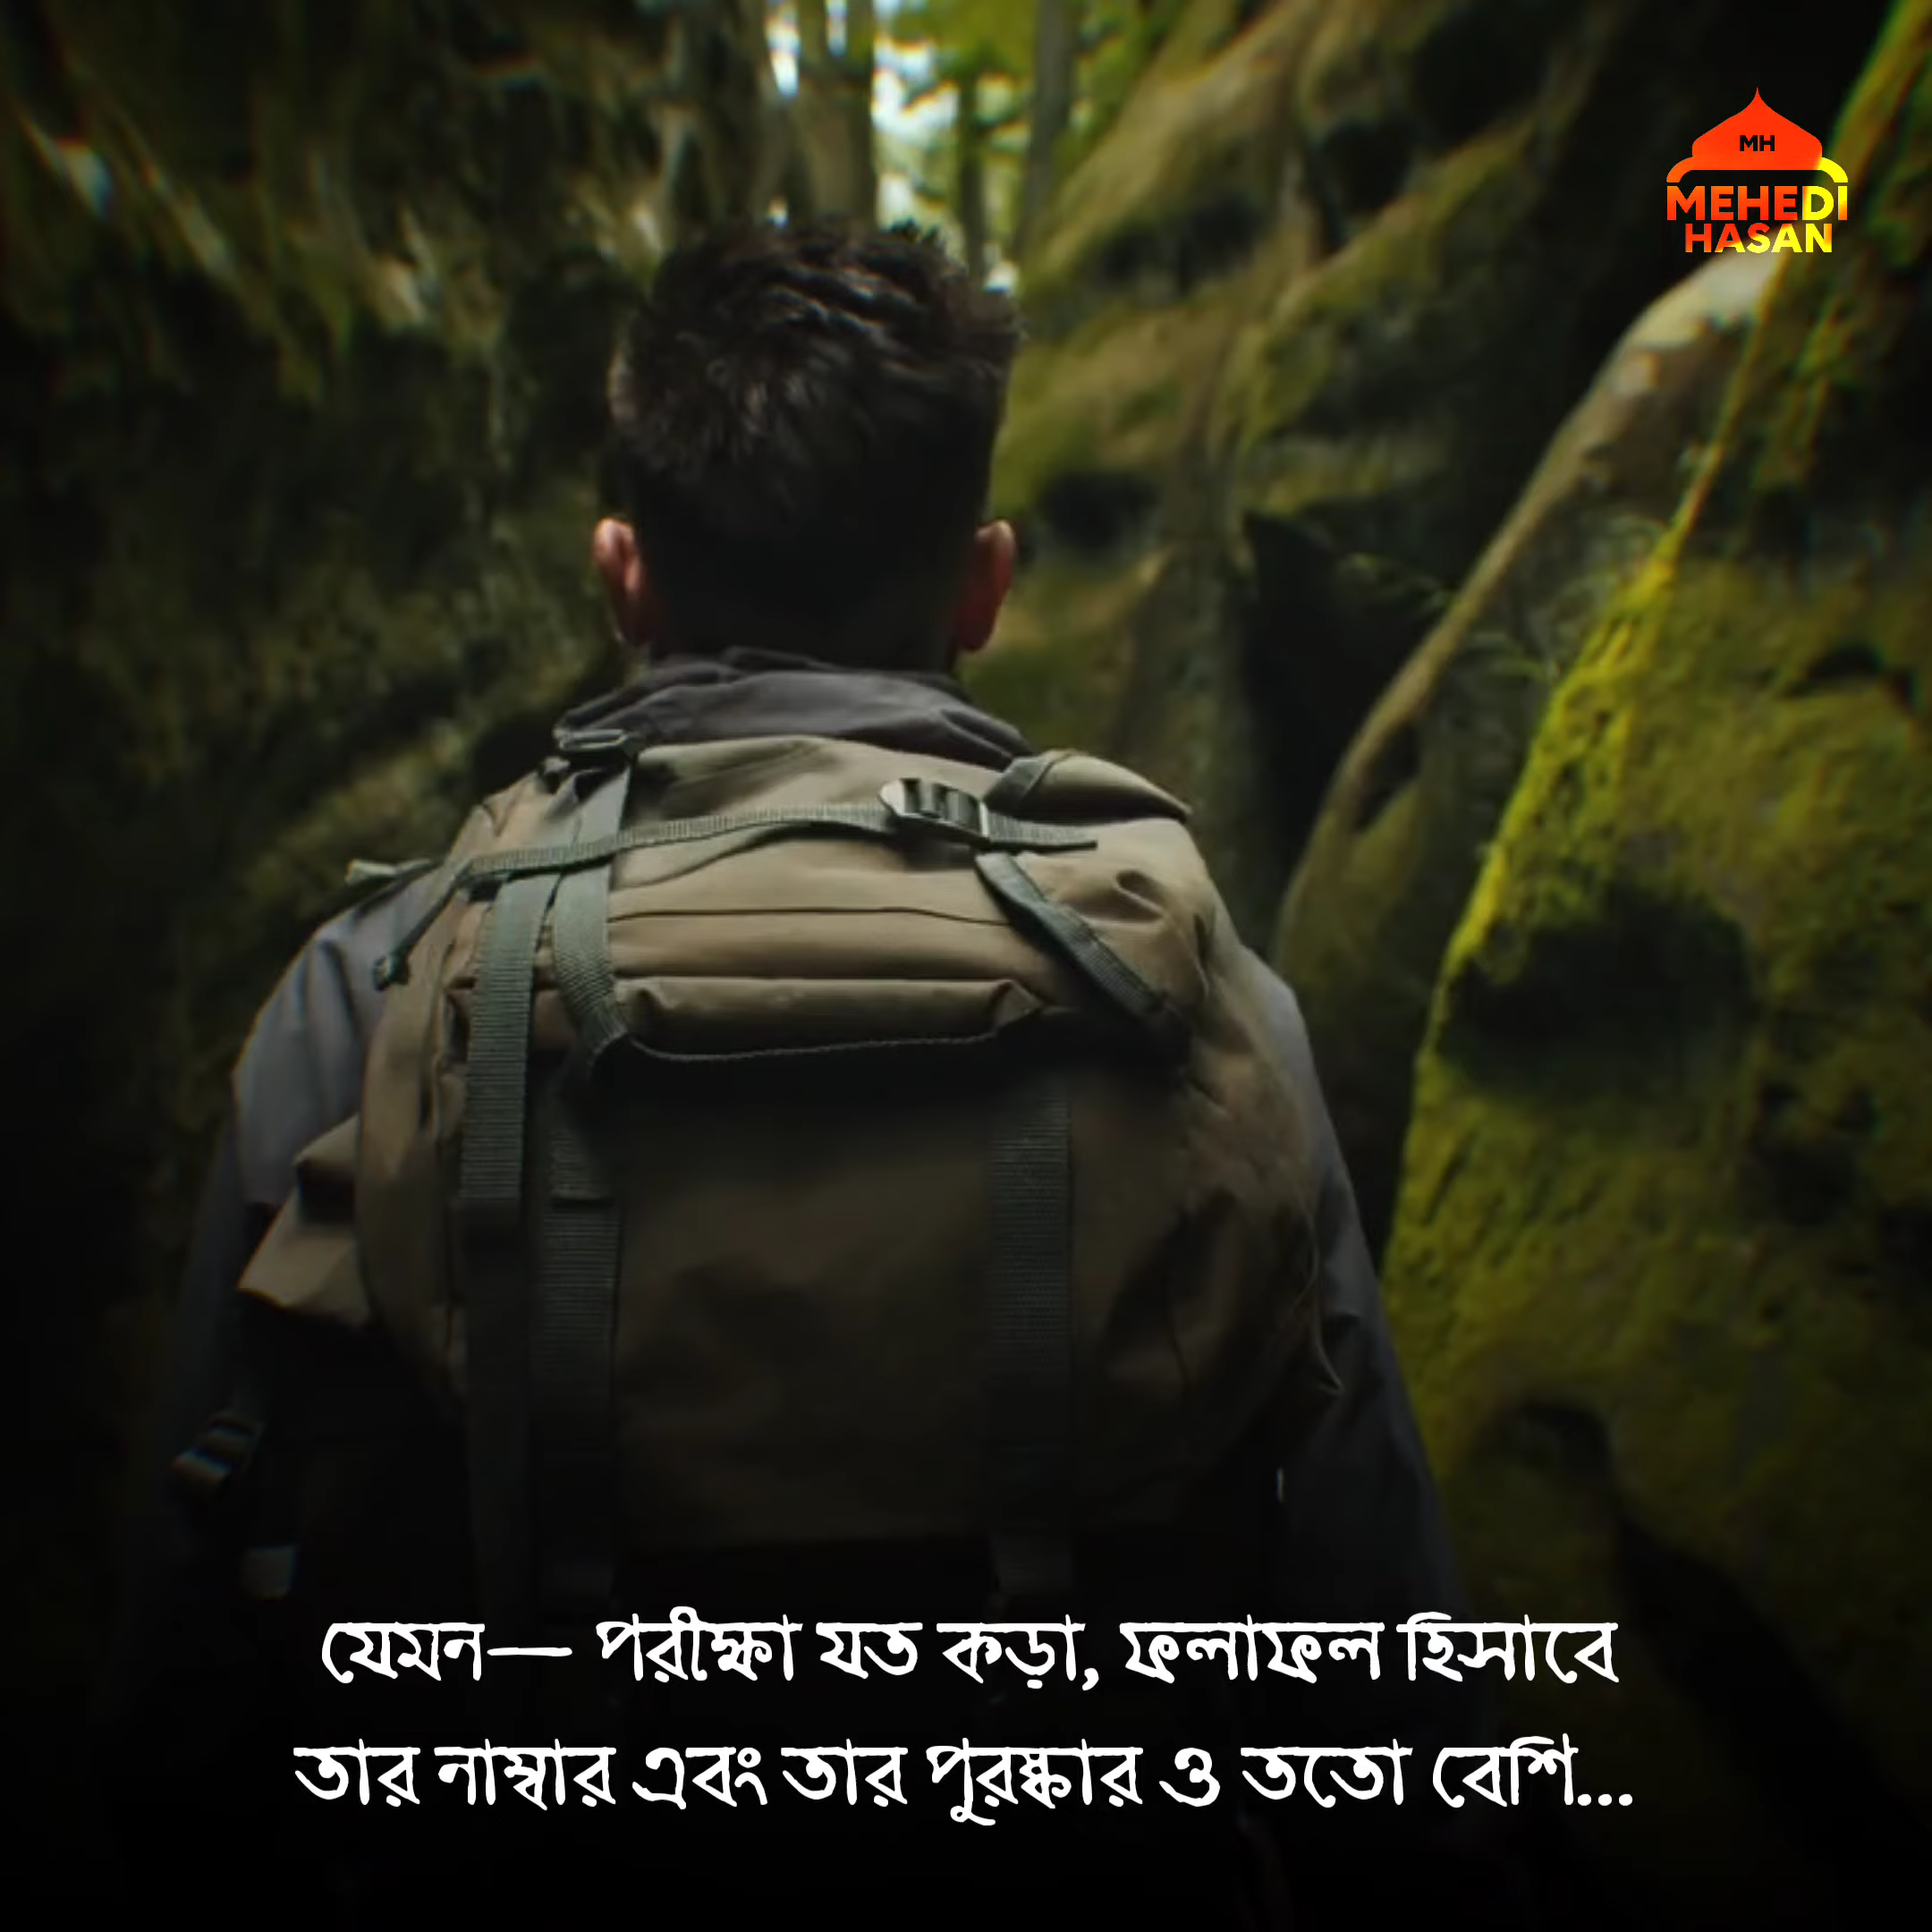 MH
MEHEDI
HASAN
যেমন— পরীক্ষা যত কড়া, ফলাফল হিসাবে
তার নাম্বার এবং তার পুরষ্কার ও ততো বেশি...